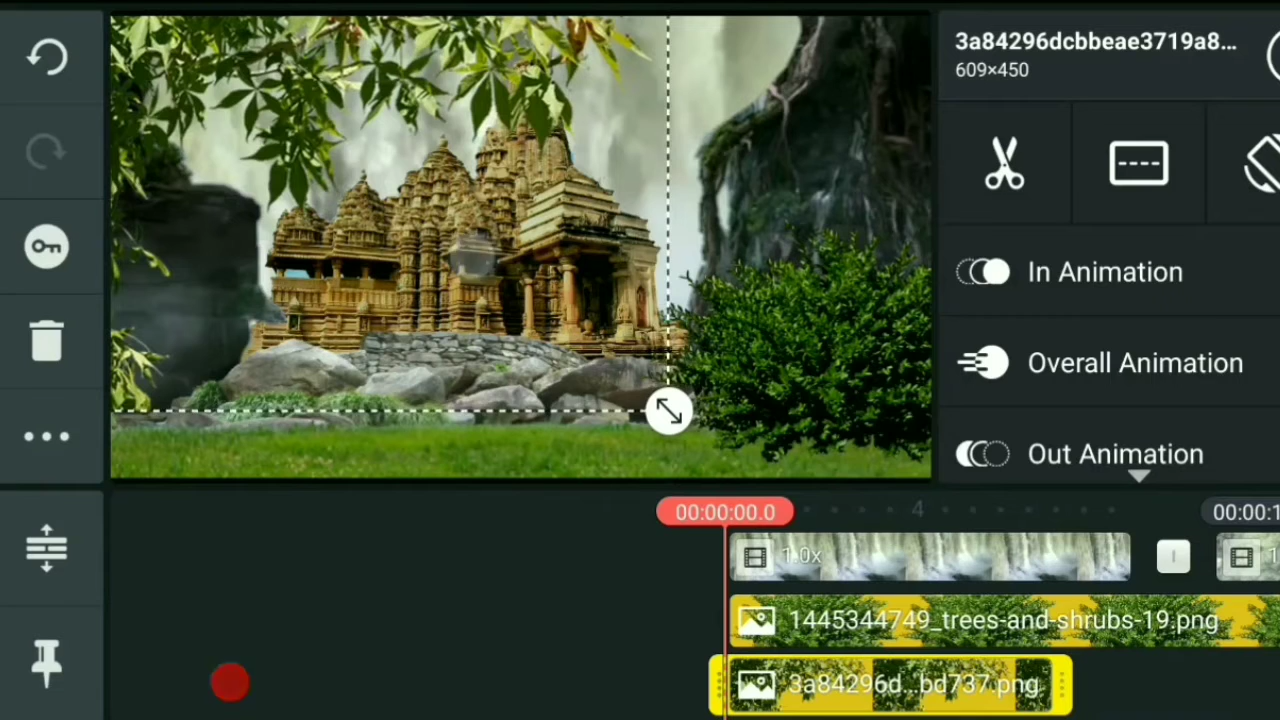 3a84296dcbbeae3719a8...
609×450
In Animation
Overall Animation
Out Animation
00:00:00.0
4
00:00:1
1.0x
1
1445344749_trees-and-shrubs-19.png
3a84296d...bd737.png